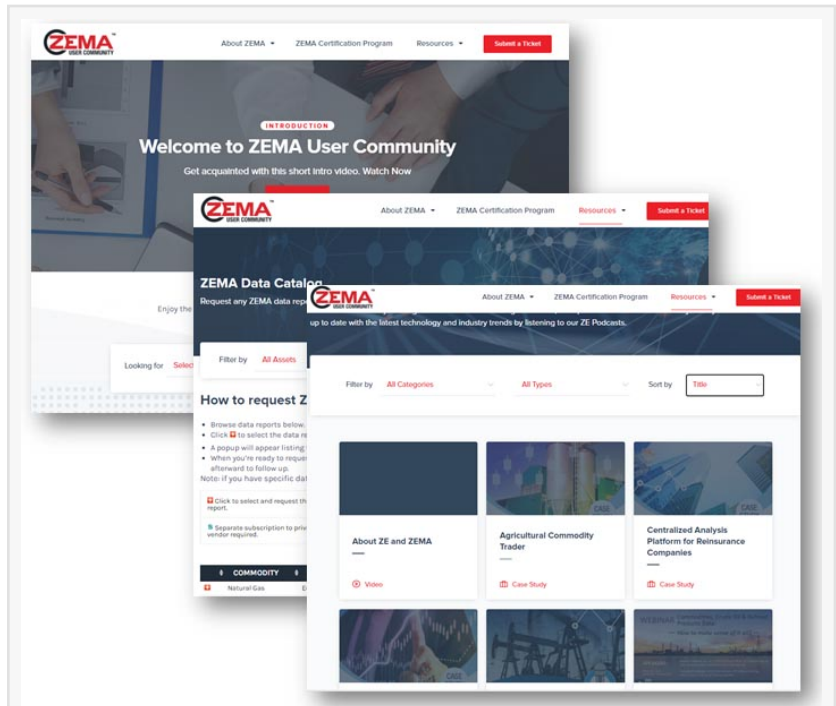 ZEMA
USER COMMUNITY
About ZEMA
ZEMA Certification Program
Resources
Submit a Ticket
INTRODUCTION
Welcome to ZEMA User Community
Get acquainted with this short intro video. Watch Now
Enjoy the
Looking for
ZEMA
USER COMMUNITY
About ZEMA
ZEMA Certification Program
Resources
Submit a Ticket
ZEMA Data Catalog
Request any ZEMA data
Filter by
All Assets
How to request
Browse data reports below.
Click to select the data
A popup will appear listing
When you're ready to
afterward to follow up.
Note: if you have specific
Click to select and request
report.
Separate subscription to
vendor required.
COMMODITY
Natural Gas
ZEMA
USER COMMUNITY
About ZEMA
ZEMA Certification Program
Resources
Submit a Ticket
up to date with the latest technology and industry trends by listening to our ZE Podcasts.
Filter by
All Categories
All Types
Sort by
Title
About ZE and ZEMA
Video
CASE
Agricultural Commodity
Trader
Case Study
CASE
Centralized Analysis
Platform for Reinsurance
Companies
Case Study
CASE
WEBINAR